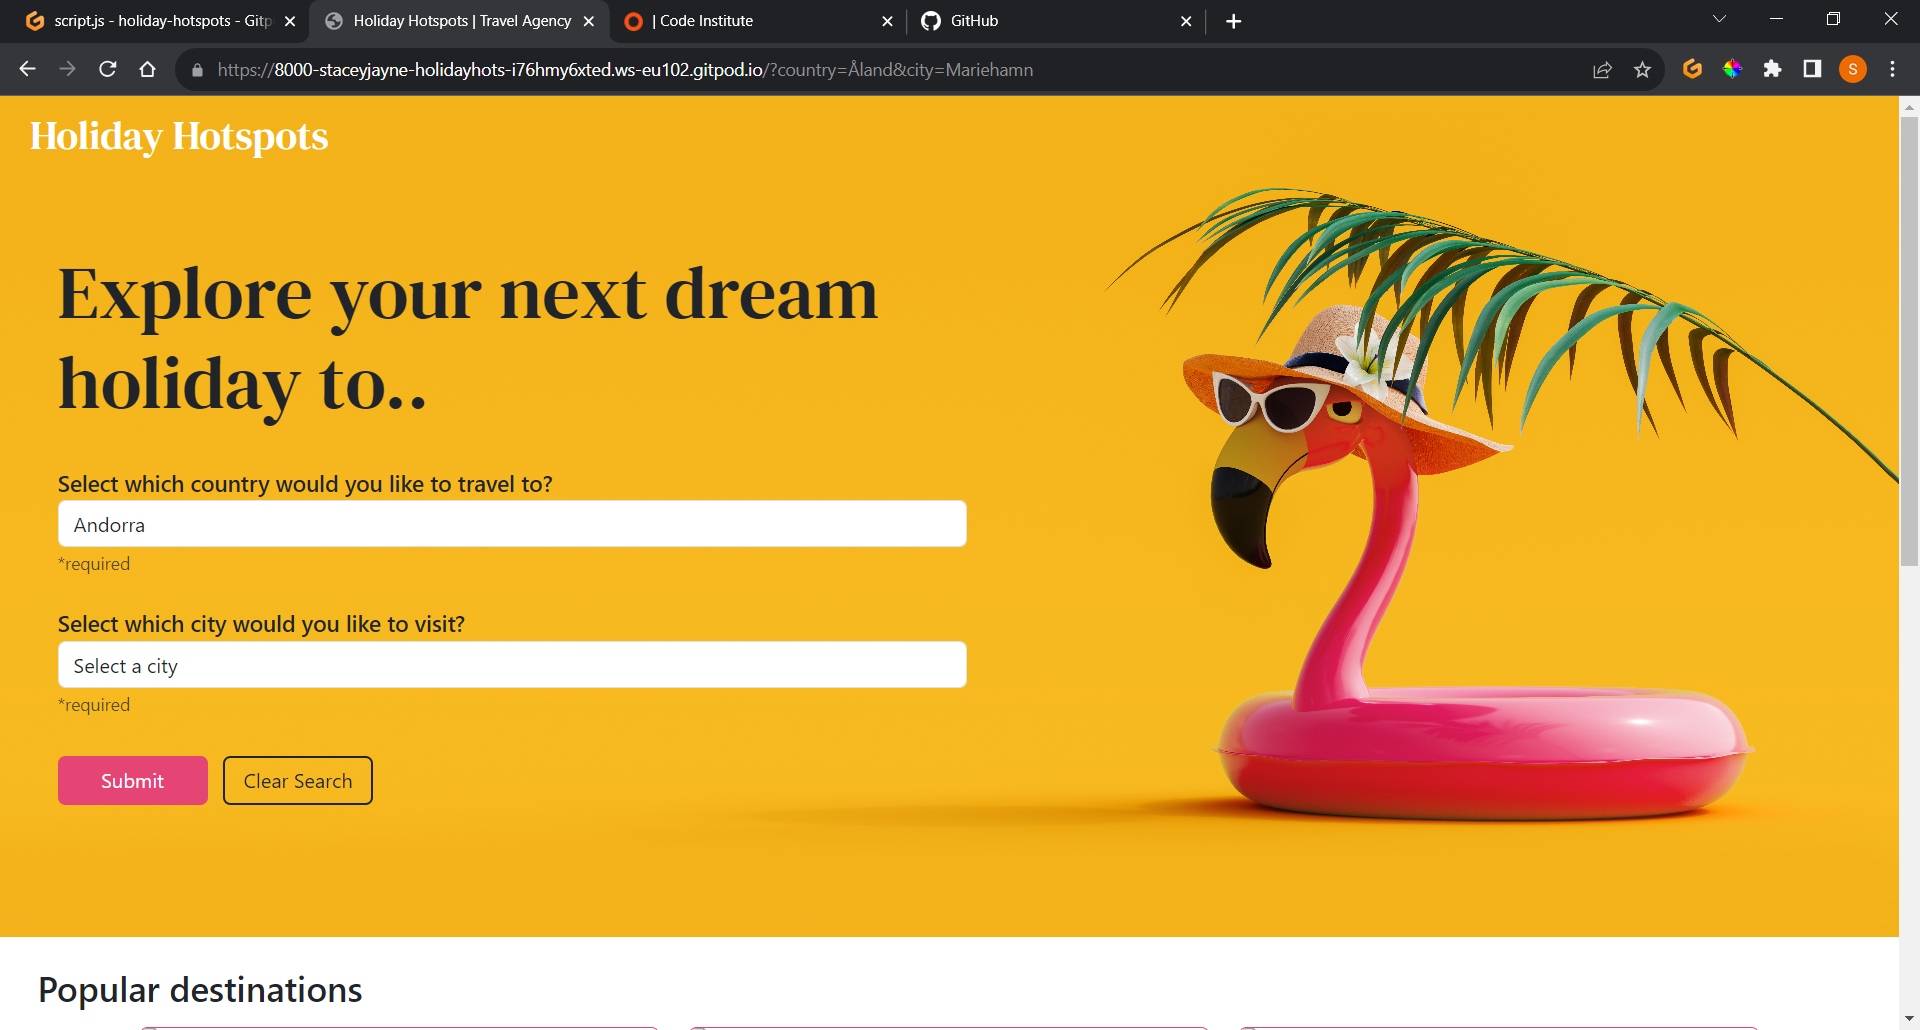 script.js - holiday-hotspots - Gitp
Holiday Hotspots | Travel Agency
| Code Institute
GitHub
https://8000-staceyjayne-holidayhots-i76hmy6xted.ws-eu102.gitpod.io/?country=Åland&city=Mariehamn
S
Holiday Hotspots
Explore your next dream
holiday to..
Select which country would you like to travel to?
Andorra
*required
Select which city would you like to visit?
Select a city
*required
Submit
Clear Search
Popular destinations